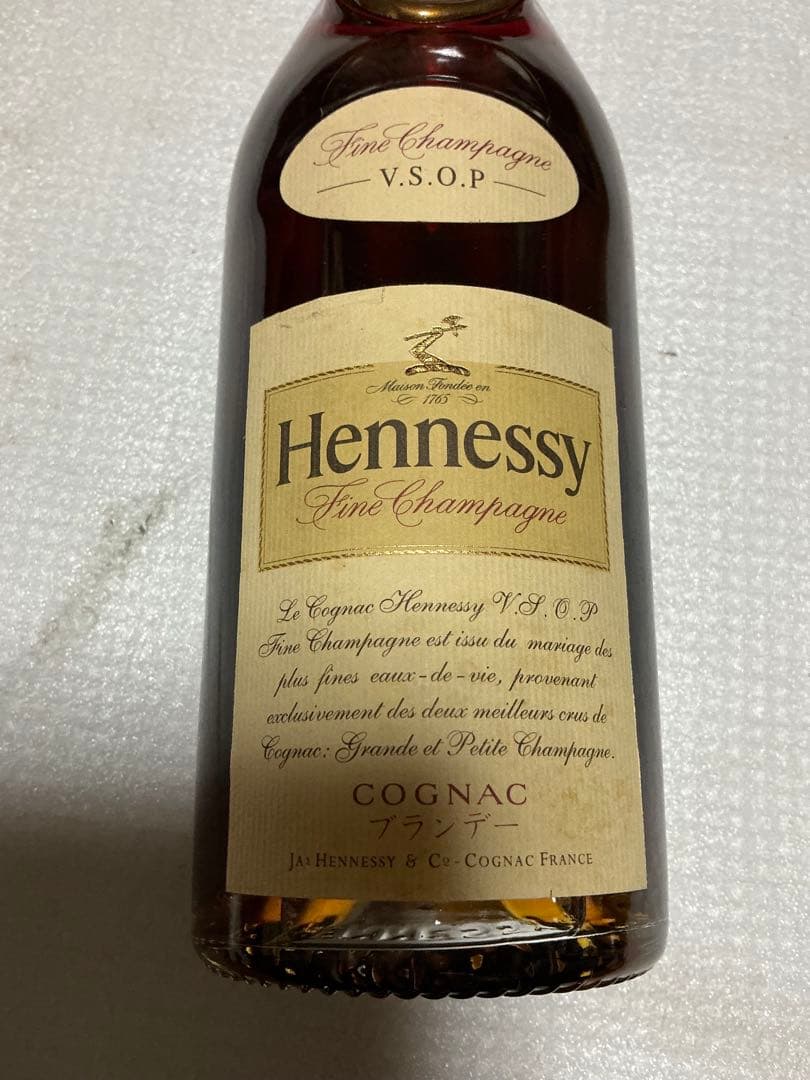 Fine Champagne
V.S.O.P
Maison Fondée en
1765
Hennessy
Fine Champagne
Le Cognac Hennessy V.S.O.P
Fine Champagne est issu du mariage des
plus fines eaux-de-vie, provenant
exclusivement des deux meilleurs crus de
Cognac: Grande et Petite Champagne.
COGNAC
ブランデー
JAs HENNESSY & Co - COGNAC FRANCE